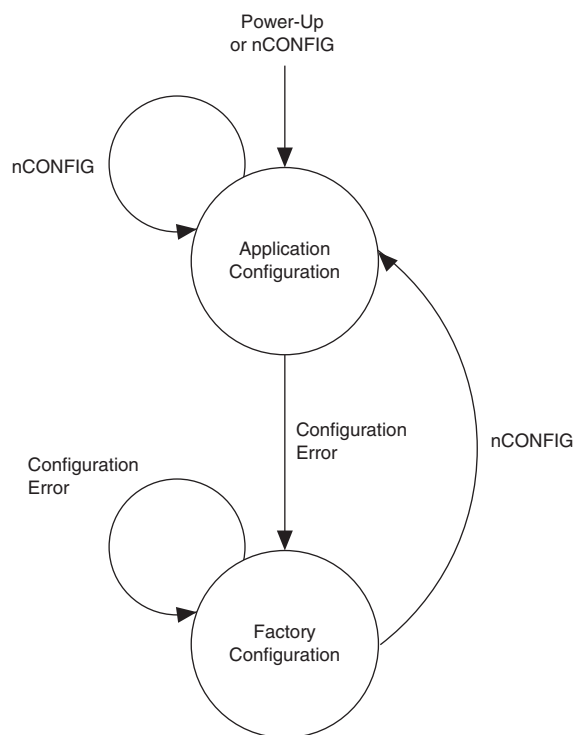 Power-Up
or nCONFIG
nCONFIG
Application
Configuration
Configuration
Error
nCONFIG
Configuration
Error
Factory
Configuration